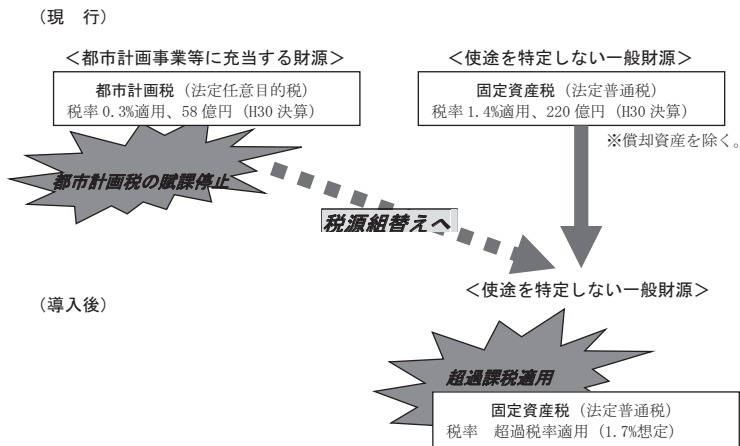 （現　行）
＜都市計画事業等に充当する財源＞
＜使途を特定しない一般財源＞
都市計画税（法定任意目的税）
税率 0.3%適用、58 億円（H30 決算）
固定資産税（法定普通税）
税率 1.4%適用、220 億円（H30 決算）
※償却資産を除く。
都市計画税の賦課停止
税源組替えへ
＜使途を特定しない一般財源＞
（導入後）
超過課税適用
固定資産税（法定普通税）
税率　超過税率適用（1.7%想定）